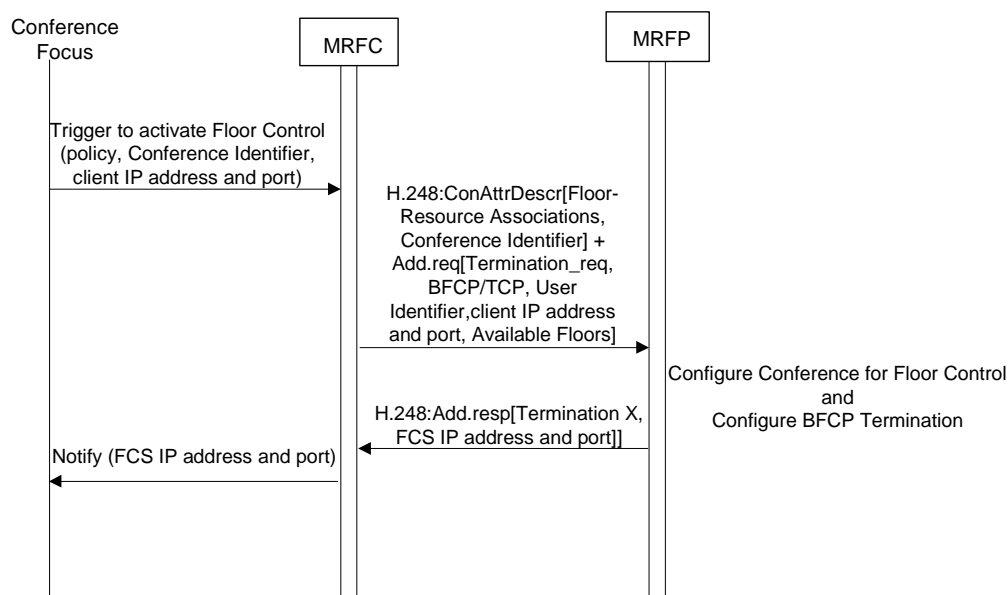 Conference
Focus
MRFC
MRFP
Trigger to activate Floor Control
(policy, Conference Identifier,
client IP address and port)
H.248:ConAttrDescr[Floor-
Resource Associations,
Conference Identifier] +
Add.req[Termination_req,
BFCP/TCP, User
Identifier,client IP address
and port, Available Floors]
Configure Conference for Floor Control
and
Configure BFCP Termination
H.248:Add.resp[Termination X,
FCS IP address and port]]
Notify (FCS IP address and port)